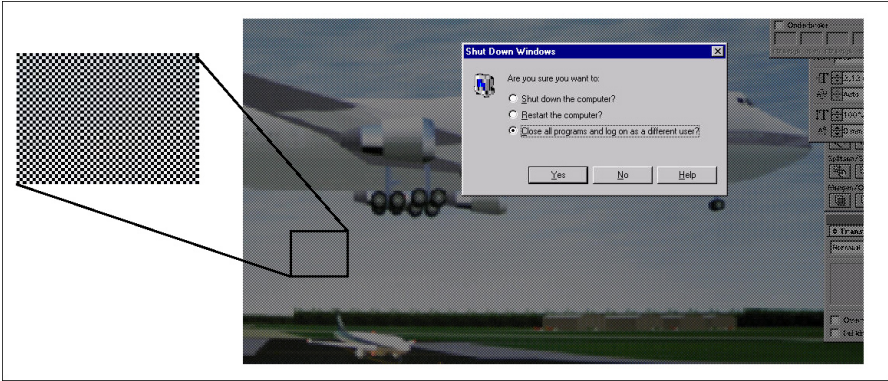 Shut Down Windows
Are you sure you want to:
Shut down the computer?
Restart the computer?
Close all programs and log on as a different user?
Yes No Help
Auto